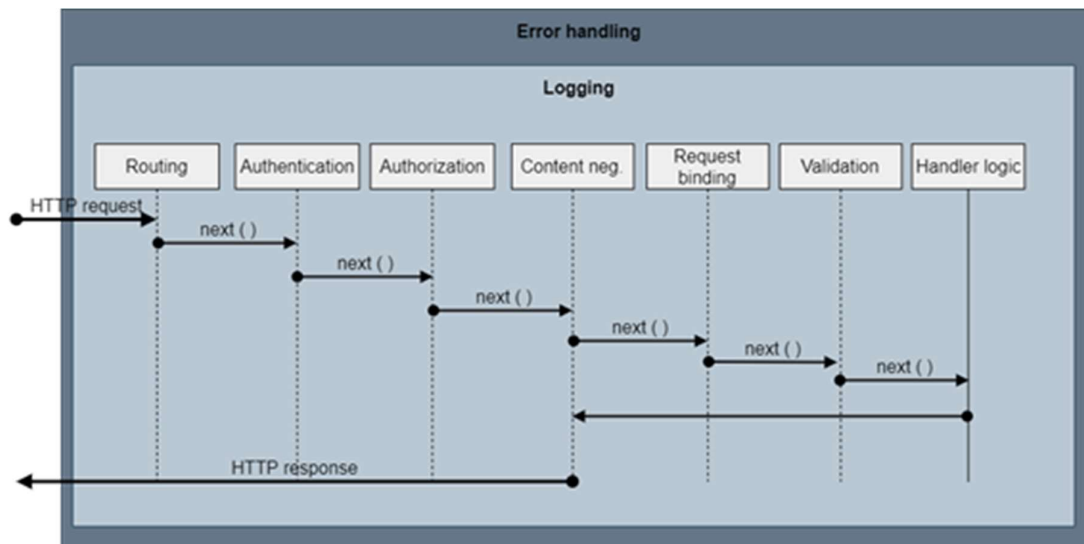 Error handling
Logging
Routing
Authentication
Authorization
Content neg.
Request
binding
Validation
Handler logic
HTTP request
next ( )
next ( )
next ( )
next ( )
next ( )
next ( )
HTTP response